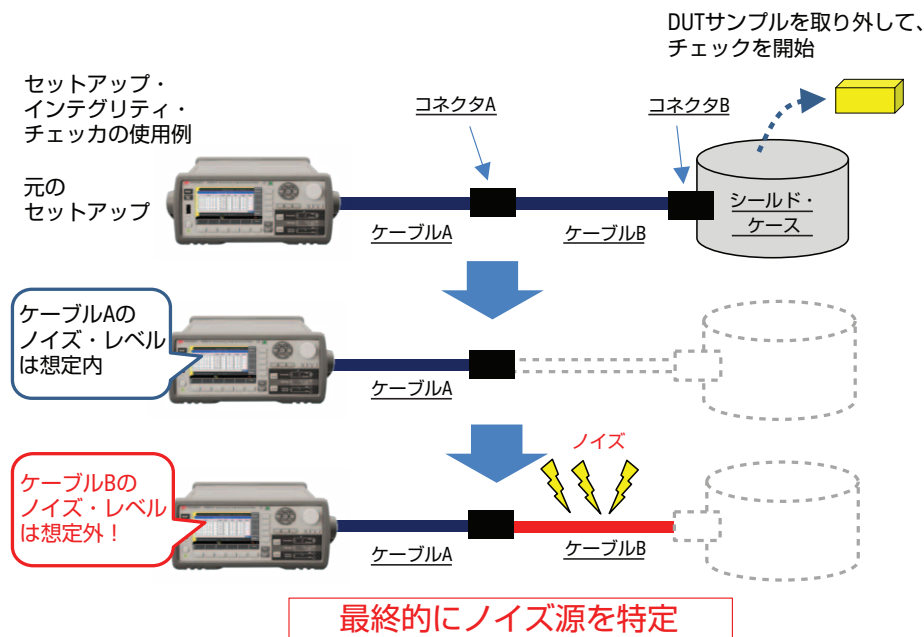 DUTサンプルを取り外して、
チェックを開始
セットアップ・
インテグリティ・
チェッカの使用例
元の
セットアップ
コネクタA
コネクタB
シールド・
ケース
ケーブルA
ケーブルB
ケーブルAの
ノイズ・レベル
は想定内
ケーブルA
ノイズ
ケーブルBの
ノイズ・レベル
は想定外！
ケーブルA
ケーブルB
最終的にノイズ源を特定